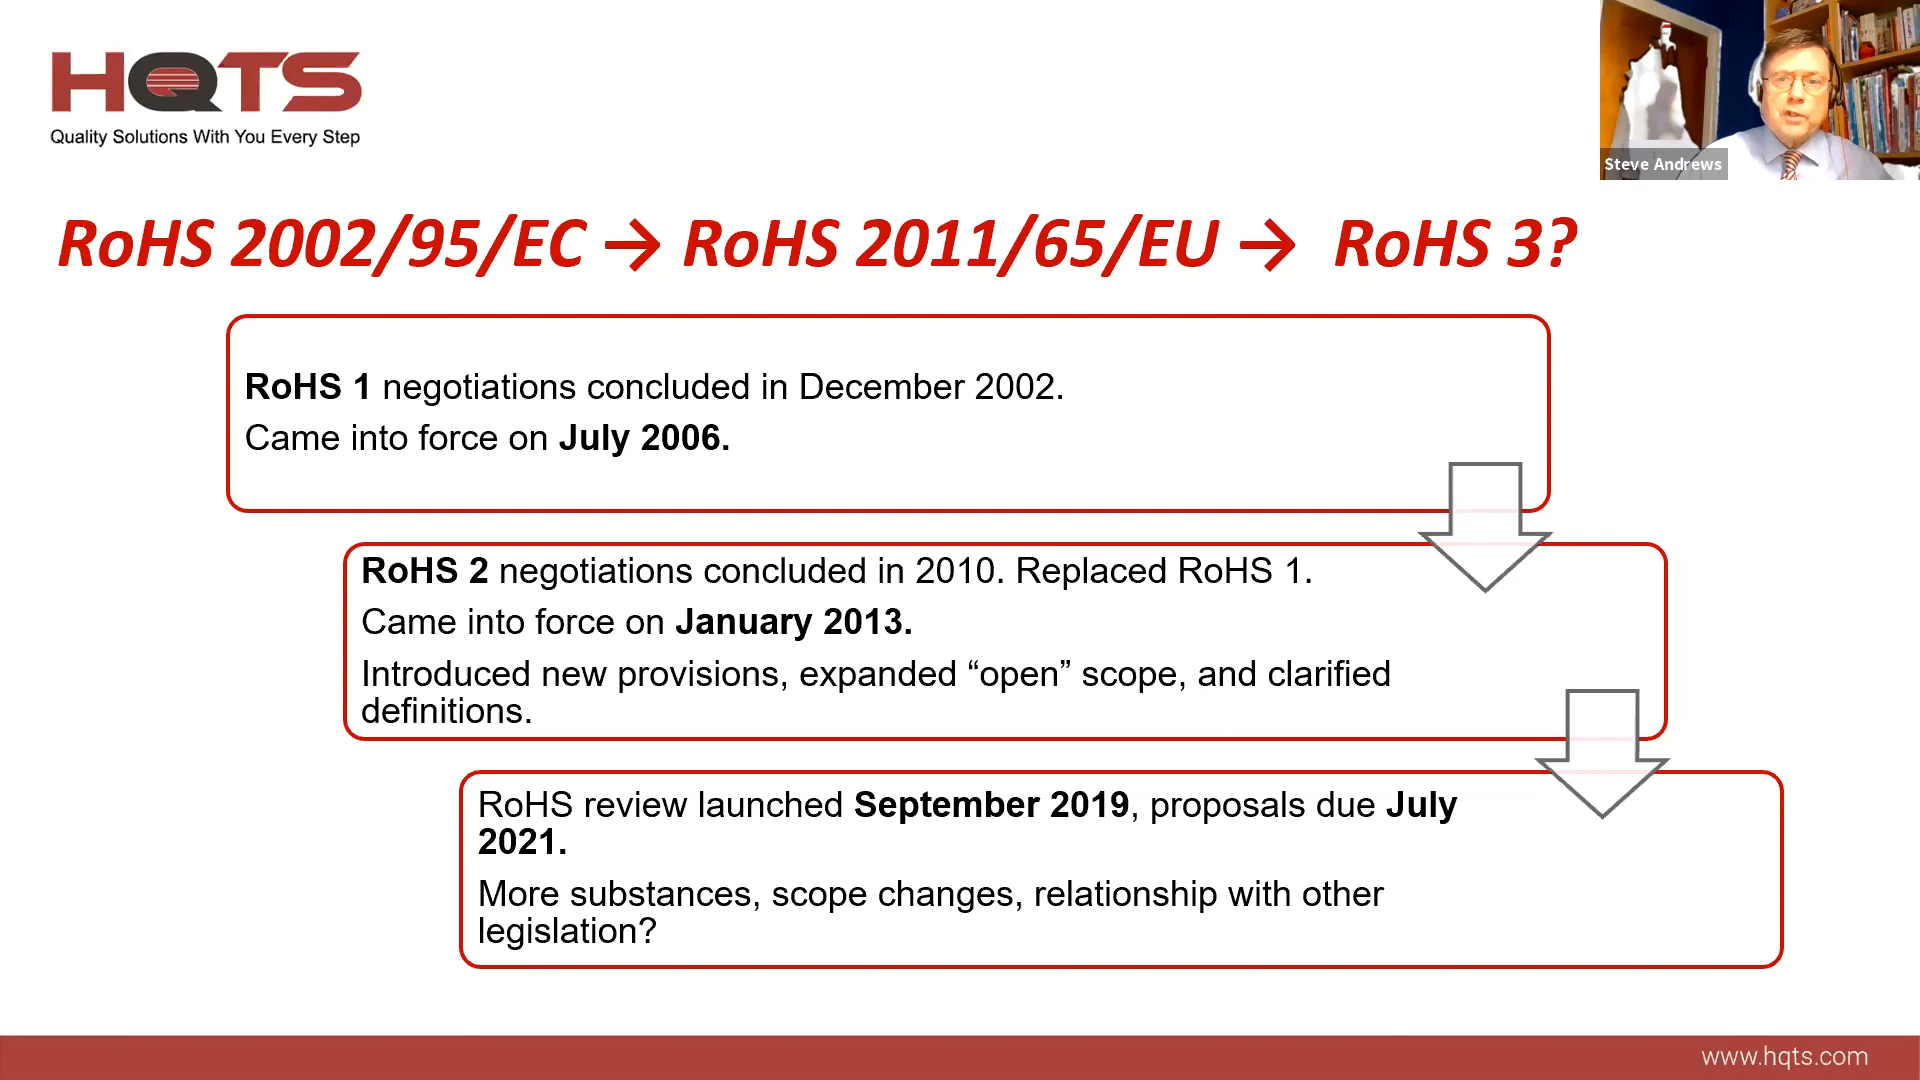 HQTS
Quality Solutions With You Every Step
Steve Andrews
RoHS 2002/95/EC → RoHS 2011/65/EU → RoHS 3?
RoHS 1 negotiations concluded in December 2002.
Came into force on July 2006.
RoHS 2 negotiations concluded in 2010. Replaced RoHS 1.
Came into force on January 2013.
Introduced new provisions, expanded “open” scope, and clarified
definitions.
RoHS review launched September 2019, proposals due July
2021.
More substances, scope changes, relationship with other
legislation?
www.hqts.com